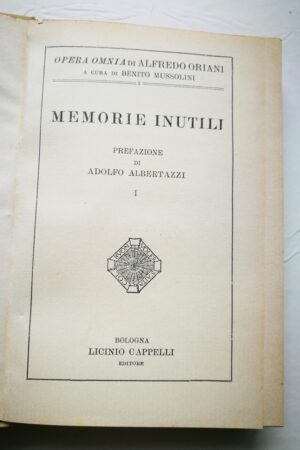 OPERA OMNIA DI ALFREDO ORIANI
A CURA DI BENITO MUSSOLINI
I
MEMORIE INUTILI
PREFAZIONE
DI
ADOLFO ALBERTAZZI
I
BOLOGNA
LICINIO CAPPELLI
EDITORE